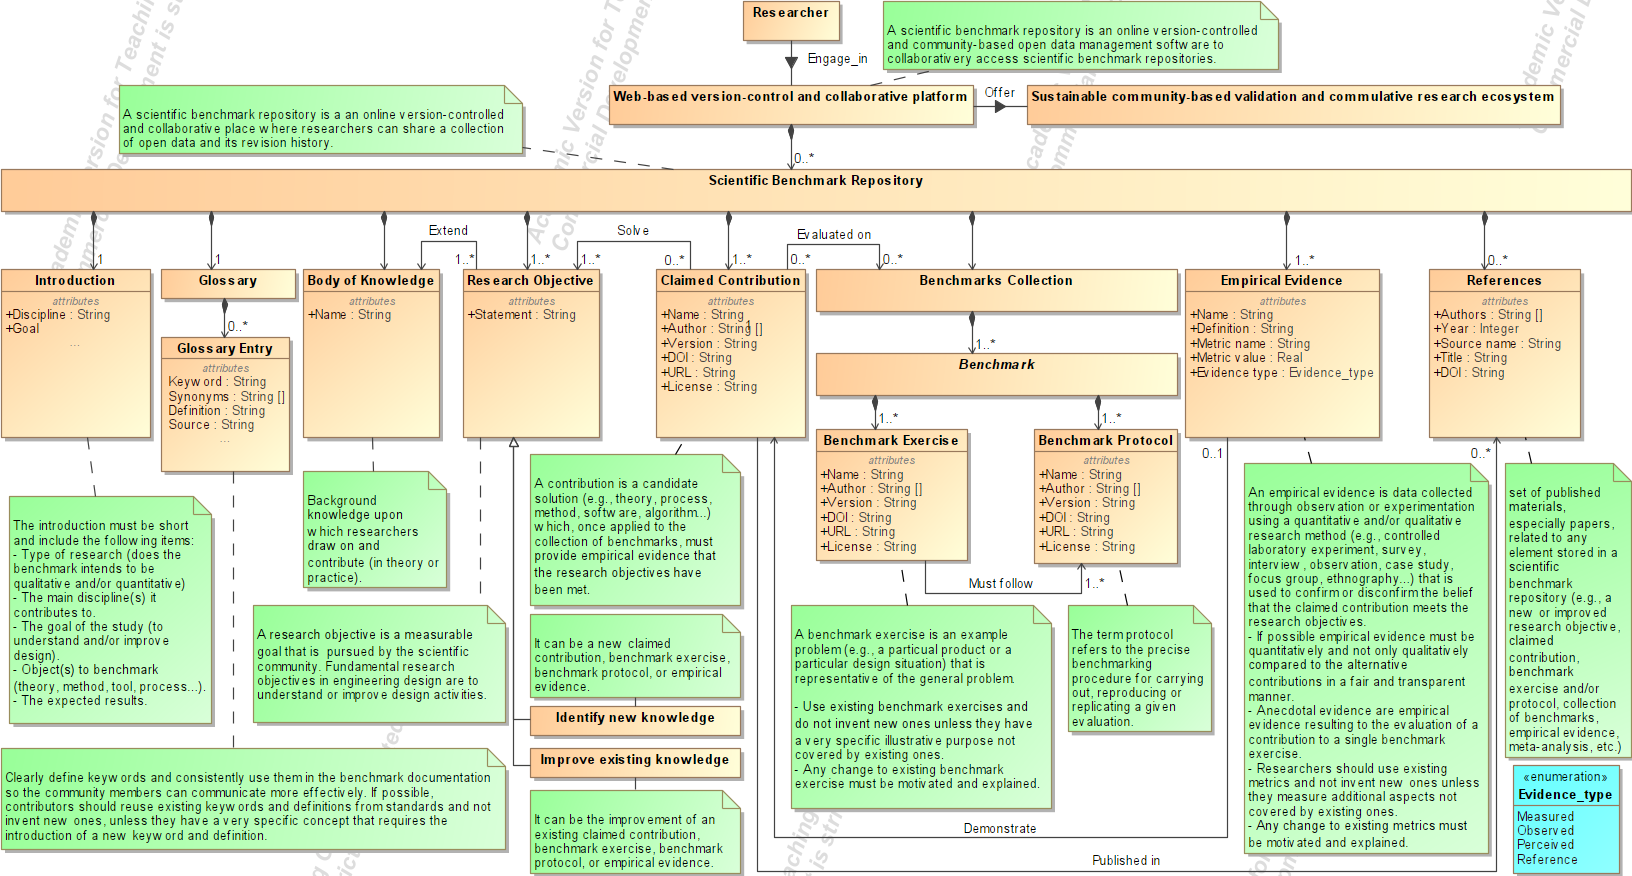 Researcher
Engage_in
A scientific benchmark repository is an online version-controlled
and community-based open data management software to
collaborativery access scientific benchmark repositories.
Web-based version-control and collaborative platform
Offer
Sustainable community-based validation and commulative research ecosystem
A scientific benchmark repository is a an online version-controlled
and collaborative place where researchers can share a collection
of open data and its revision history.
0..*
Scientific Benchmark Repository
Extend
Solve
Evaluated on
1
1
1..*
1..*
1..*
0..*
1..*
0..*
0..*
1..*
0..*
Introduction
attributes
+Discipline : String
+Goal
...
Glossary
0..*
Glossary Entry
attributes
Keyword : String
Synonyms : String []
Definition : String
Source : String
...
Body of Knowledge
attributes
+Name : String
Research Objective
attributes
+Statement : String
Claimed Contribution
attributes
+Name : String
+Author : String []
1
+Version : String
+DOI : String
+URL : String
+License : String
Benchmarks Collection
1..*
Benchmark
1..*
1..*
Benchmark Exercise
attributes
+Name : String
+Author : String []
+Version : String
+DOI : String
+URL : String
+License : String
Benchmark Protocol
attributes
+Name : String
+Author : String []
+Version : String
+DOI : String
+URL : String
+License : String
Must follow
1..*
Empirical Evidence
attributes
+Name : String
+Definition : String
+Metric name : String
+Metric value : Real
+Evidence type : Evidence_type
0..1
References
attributes
+Authors : String []
+Year : Integer
+Source name : String
+Title : String
+DOI : String
0..*
The introduction must be short
and include the following items:
- Type of research (does the
benchmark intends to be
qualitative and/or quantitative)
- The main discipline(s) it
contributes to.
- The goal of the study (to
understand and/or improve
design).
- Object(s) to benchmark
(theory, method, tool, process...).
- The expected results.
Background
knowledge upon
which researchers
draw on and
contribute (in theory or
practice).
A research objective is a measurable
goal that is pursued by the scientific
community. Fundamental research
objectives in engineering design are to
understand or improve design activities.
A contribution is a candidate
solution (e.g., theory, process,
method, software, algorithm...)
which, once applied to the
collection of benchmarks, must
provide empirical evidence that
the research objectives have
been met.
It can be a new claimed
contribution, benchmark exercise,
benchmark protocol, or empirical
evidence.
Identify new knowledge
Improve existing knowledge
It can be the improvement of an
existing claimed contribution,
benchmark exercise, benchmark
protocol, or empirical evidence.
Clearly define keywords and consistently use them in the benchmark documentation
so the community members can communicate more effectively. If possible,
contributors should reuse existing keywords and definitions from standards and not
invent new ones, unless they have a very specific concept that requires the
introduction of a new keyword and definition.
A benchmark exercise is an example
problem (e.g., a particual product or a
particular design situation) that is
representative of the general problem.
- Use existing benchmark exercises and
do not invent new ones unless they have
a very specific illustrative purpose not
covered by existing ones.
- Any change to existing benchmark
exercise must be motivated and explained.
The term protocol
refers to the precise
benchmarking
procedure for carrying
out, reproducing or
replicating a given
evaluation.
An empirical evidence is data collected
through observation or experimentation
using a quantitative and/or qualitative
research method (e.g., controlled
laboratory experiment, survey,
interview, observation, case study,
focus group, ethnography...) that is
used to confirm or disconfirm the belief
that the claimed contribution meets the
research objectives.
- If possible empirical evidence must be
quantitatively and not only qualitatively
compared to the alternative
contributions in a fair and transparent
manner.
- Anecdotal evidence are empirical
evidence resulting to the evaluation of a
contribution to a single benchmark
exercise.
- Researchers should use existing
metrics and not invent new ones unless
they measure additional aspects not
covered by existing ones.
- Any change to existing metrics must
be motivated and explained.
set of published
materials,
especially papers,
related to any
element stored in a
scientific
benchmark
repository (e.g., a
new or improved
research objective,
claimed
contribution,
benchmark
exercise and/or
protocol, collection
of benchmarks,
empirical evidence,
meta-analysis, etc.)
«enumeration»
Evidence_type
Measured
Observed
Perceived
Reference
Demonstrate
Published in